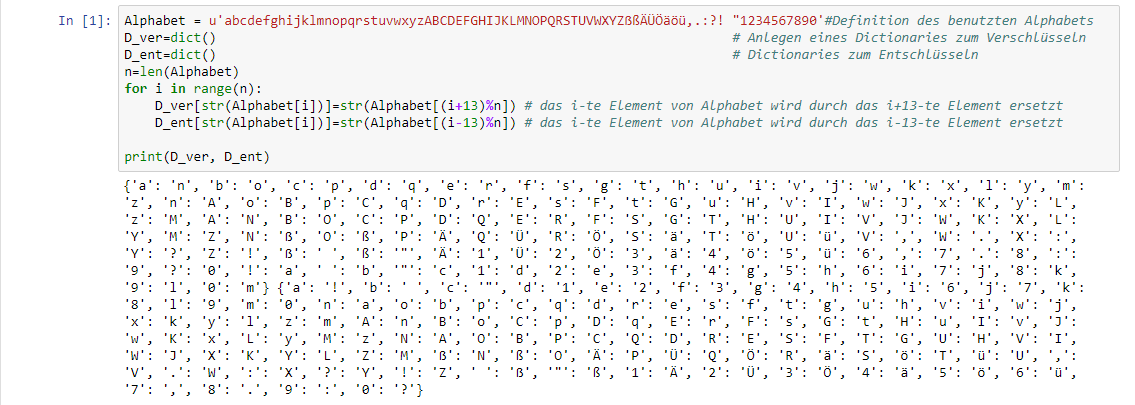 In [1]: Alphabet = u'abcdefghijklmnopqrstuvwxyzABCDEFGHIJKLMNOPQRSTUVWXYZßßÄÜÖäöü,.:?! "1234567890'#Definition des benutzten Alphabets
D_ver=dict() # Anlegen eines Dictionaries zum Verschlüsseln
D_ent=dict() # Dictionaries zum Entschlüsseln
n=len(Alphabet)
for i in range(n):
D_ver[str(Alphabet[i])]=str(Alphabet[(i+13)%n]) # das i-te Element von Alphabet wird durch das i+13-te Element ersetzt
D_ent[str(Alphabet[i])]=str(Alphabet[(i-13)%n]) # das i-te Element von Alphabet wird durch das i-13-te Element ersetzt
print(D_ver, D_ent)
{'a': 'n', 'b': 'o', 'c': 'p', 'd': 'q', 'e': 'r', 'f': 's', 'g': 't', 'h': 'u', 'i': 'v', 'j': 'w', 'k': 'x', 'l': 'y', 'm':
'z', 'n': 'A', 'o': 'B', 'p': 'C', 'q': 'D', 'r': 'E', 's': 'F', 't': 'G', 'u': 'H', 'v': 'I', 'w': 'J', 'x': 'K', 'y': 'L',
'z': 'M', 'A': 'N', 'B': 'O', 'C': 'P', 'D': 'Q', 'E': 'R', 'F': 'S', 'G': 'T', 'H': 'U', 'I': 'V', 'J': 'W', 'K': 'X', 'L':
'Y', 'M': 'Z', 'N': 'ß', 'O': 'ß', 'P': 'Ä', 'Q': 'Ü', 'R': 'Ö', 'S': 'ä', 'T': 'ö', 'U': 'ü', 'V': ',', 'W': '.', 'X': ':',
'Y': '?', 'Z': '!', 'ß': ' ', 'ß': '"', 'Ä': '1', 'Ü': '2', 'Ö': '3', 'ä': '4', 'ö': '5', 'ü': '6', ',': '7', '.': '8', ':':
'9', '?': '0', '!': 'a', ' ': 'b', '"': 'c', '1': 'd', '2': 'e', '3': 'f', '4': 'g', '5': 'h', '6': 'i', '7': 'j', '8': 'k',
'9': 'l', '0': 'm'} {'a': '!', 'b': ' ', 'c': '"', 'd': '1', 'e': '2', 'f': '3', 'g': '4', 'h': '5', 'i': '6', 'j': '7', 'k':
'8', 'l': '9', 'm': '0', 'n': 'a', 'o': 'b', 'p': 'c', 'q': 'd', 'r': 'e', 's': 'f', 't': 'g', 'u': 'h', 'v': 'i', 'w': 'j',
'x': 'k', 'y': 'l', 'z': 'm', 'A': 'n', 'B': 'o', 'C': 'p', 'D': 'q', 'E': 'r', 'F': 's', 'G': 't', 'H': 'u', 'I': 'v', 'J':
'w', 'K': 'x', 'L': 'y', 'M': 'z', 'N': 'A', 'O': 'B', 'P': 'C', 'Q': 'D', 'R': 'E', 'S': 'F', 'T': 'G', 'U': 'H', 'V': 'I',
'W': 'J', 'X': 'K', 'Y': 'L', 'Z': 'M', 'ß': 'N', 'ß': 'O', 'Ä': 'P', 'Ü': 'Q', 'Ö': 'R', 'ä': 'S', 'ö': 'T', 'ü': 'U', ',':
'V', '.': 'W', ':': 'X', '?': 'Y', '!': 'Z', ' ': 'ß', '"': 'ß', '1': 'Ä', '2': 'Ü', '3': 'Ö', '4': 'ä', '5': 'ö', '6': 'ü',
'7': ',', '8': '.', '9': ':', '0': '?'}